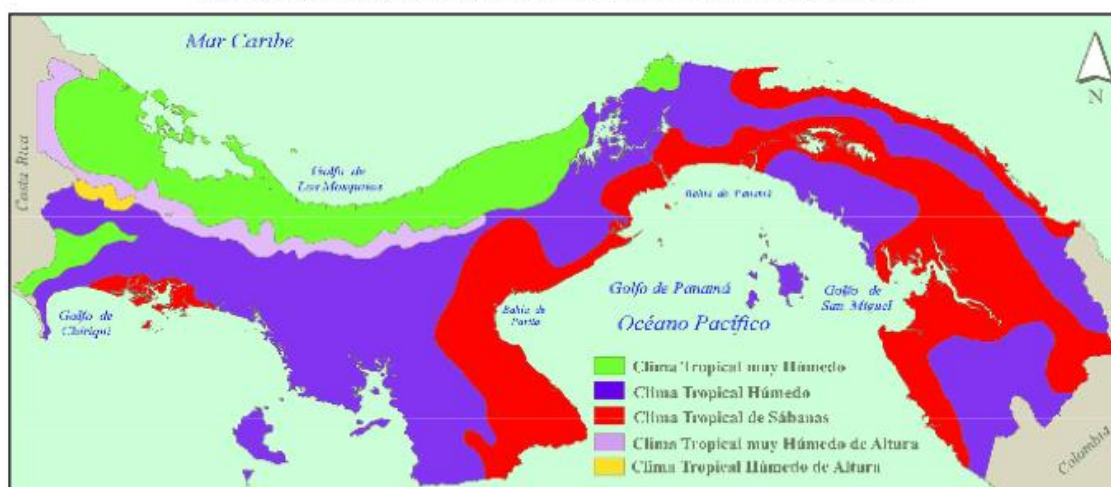 Mar Caribe
N
Costa Rica
Golfo de
Los Mosquitos
Bahía de Panamá
Golfo de
Chiriquí
Bahía de
Parita
Golfo de Panamá
Océano Pacífico
Golfo de
San Miguel
Clima Tropical muy Húmedo
Clima Tropical Húmedo
Clima Tropical de Sábanas
Clima Tropical muy Húmedo de Altura
Clima Tropical Húmedo de Altura
Colombia